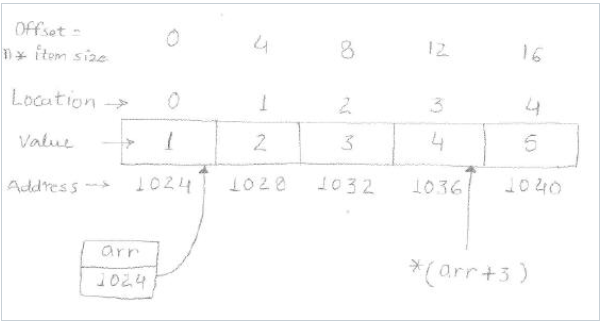 Offset =
n* item size 0 4 8 12 16
Location → 0 1 2 3 4
Value → 1 2 3 4 5
Address → 1024 1028 1032 1036 1040
arr
1024
*(arr+3)